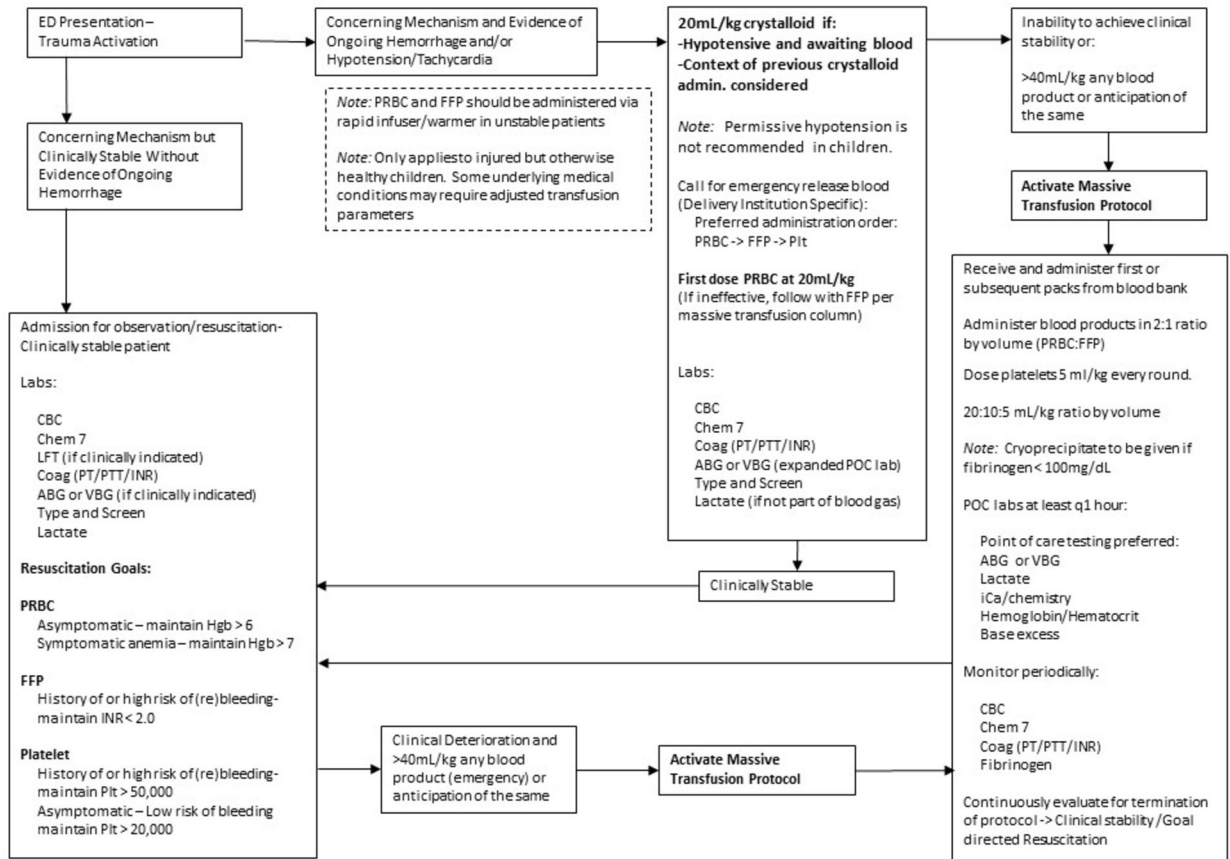 ED Presentation–
Trauma Activation
Concerning Mechanism and Evidence of
Ongoing Hemorrhage and/or
Hypotension/Tachycardia
Note: PRBC and FFP should be administered via
rapid infuser/warmer in unstable patients
Note: Only appliesto injured but otherwise
healthy children. Some underlying medical
conditions may require adjusted transfusion
parameters
Concerning Mechanism but
Clinically Stable Without
Evidence of Ongoing
Hemorrhage
20mL/kg crystalloid if:
-Hypotensive and awaiting blood
-Context of previous crystalloid
admin. considered
Note: Permissive hypotension is
not recommended in children.
Call for emergency release blood
(Delivery Institution Specific):
Preferred administration order:
PRBC -> FFP -> Plt
First dose PRBC at 20mL/kg
(If ineffective, follow with FFP per
massive transfusion column)
Labs:
CBC
Chem 7
Coag (PT/PTT/INR)
ABG or VBG (expanded POC lab)
Type and Screen
Lactate (if not part of blood gas)
Clinically Stable
Inability to achieve clinical
stability or:
>40mL/kg any blood
product or anticipation of
the same
Activate Massive
Transfusion Protocol
Receive and administer first or
subsequent packs from blood bank
Administer blood products in 2:1 ratio
by volume (PRBC:FFP)
Dose platelets 5 ml/kg every round.
20:10:5 mL/kg ratio by volume
Note: Cryoprecipitate to be given if
fibrinogen < 100mg/dL
POC labs at least q1 hour:
Point of care testing preferred:
ABG or VBG
Lactate
iCa/chemistry
Hemoglobin/Hematocrit
Base excess
Monitor periodically:
CBC
Chem 7
Coag (PT/PTT/INR)
Fibrinogen
Continuously evaluate for termination
of protocol -> Clinical stability /Goal
directed Resuscitation
Admission for observation/resuscitation-
Clinically stable patient
Labs:
CBC
Chem 7
LFT (if clinically indicated)
Coag (PT/PTT/INR)
ABG or VBG (if clinically indicated)
Type and Screen
Lactate
Resuscitation Goals:
PRBC
Asymptomatic – maintain Hgb > 6
Symptomatic anemia – maintain Hgb > 7
FFP
History of or high risk of (re)bleeding-
maintain INR < 2.0
Platelet
History of or high risk of (re)bleeding-
maintain Plt > 50,000
Asymptomatic – Low risk of bleeding
maintain Plt > 20,000
Clinical Deterioration and
>40mL/kg any blood
product (emergency) or
anticipation of the same
Activate Massive
Transfusion Protocol